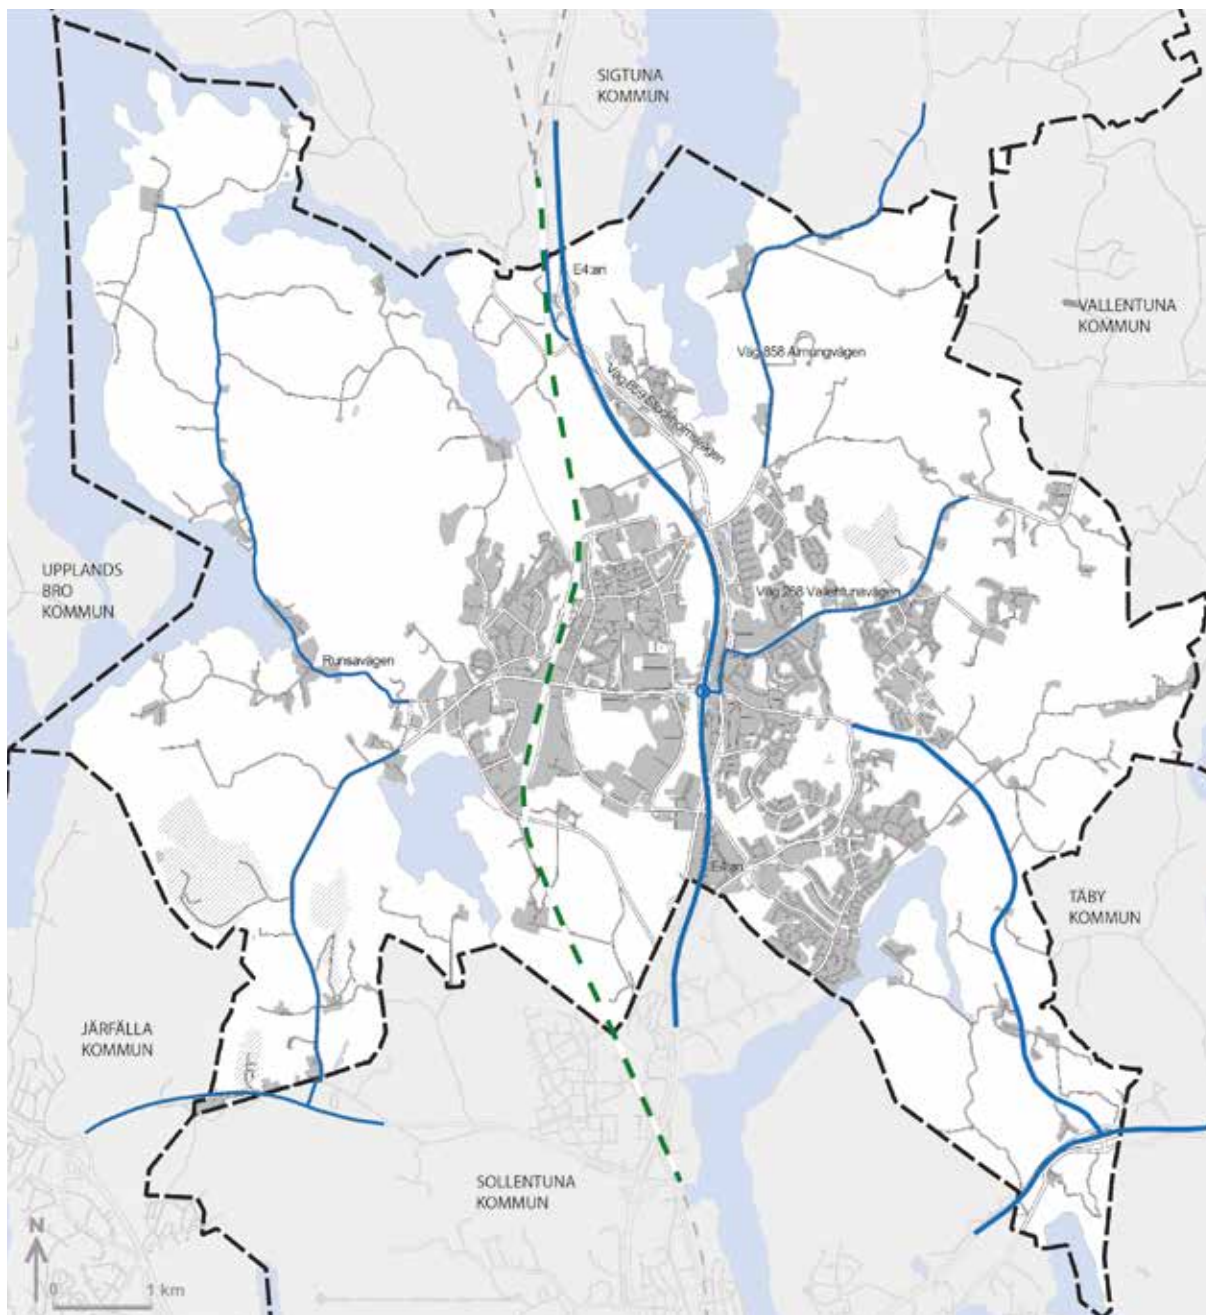 SIGTUNA
KOMMUN
E4:an
VALLENTUNA
KOMMUN
Väg 858 Almungvägen
Väg 859 Stockholmsvägen
UPPLANDS
BRO
KOMMUN
Väg 268 Vallentunavägen
Runsavägen
E4:an
TÄBY
KOMMUN
JÄRFÄLLA
KOMMUN
SOLLENTUNA
KOMMUN
N
0 1 km